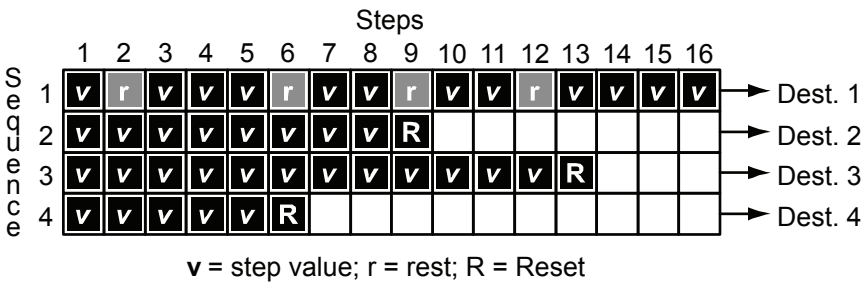 Steps
1 2 3 4 5 6 7 8 9 10 11 12 13 14 15 16
Sequence
1 v r v v v r v v r v v r v v v v Dest. 1
2 v v v v v v v v R Dest. 2
3 v v v v v v v v v v v v R Dest. 3
4 v v v v v R Dest. 4
v = step value; r = rest; R = Reset